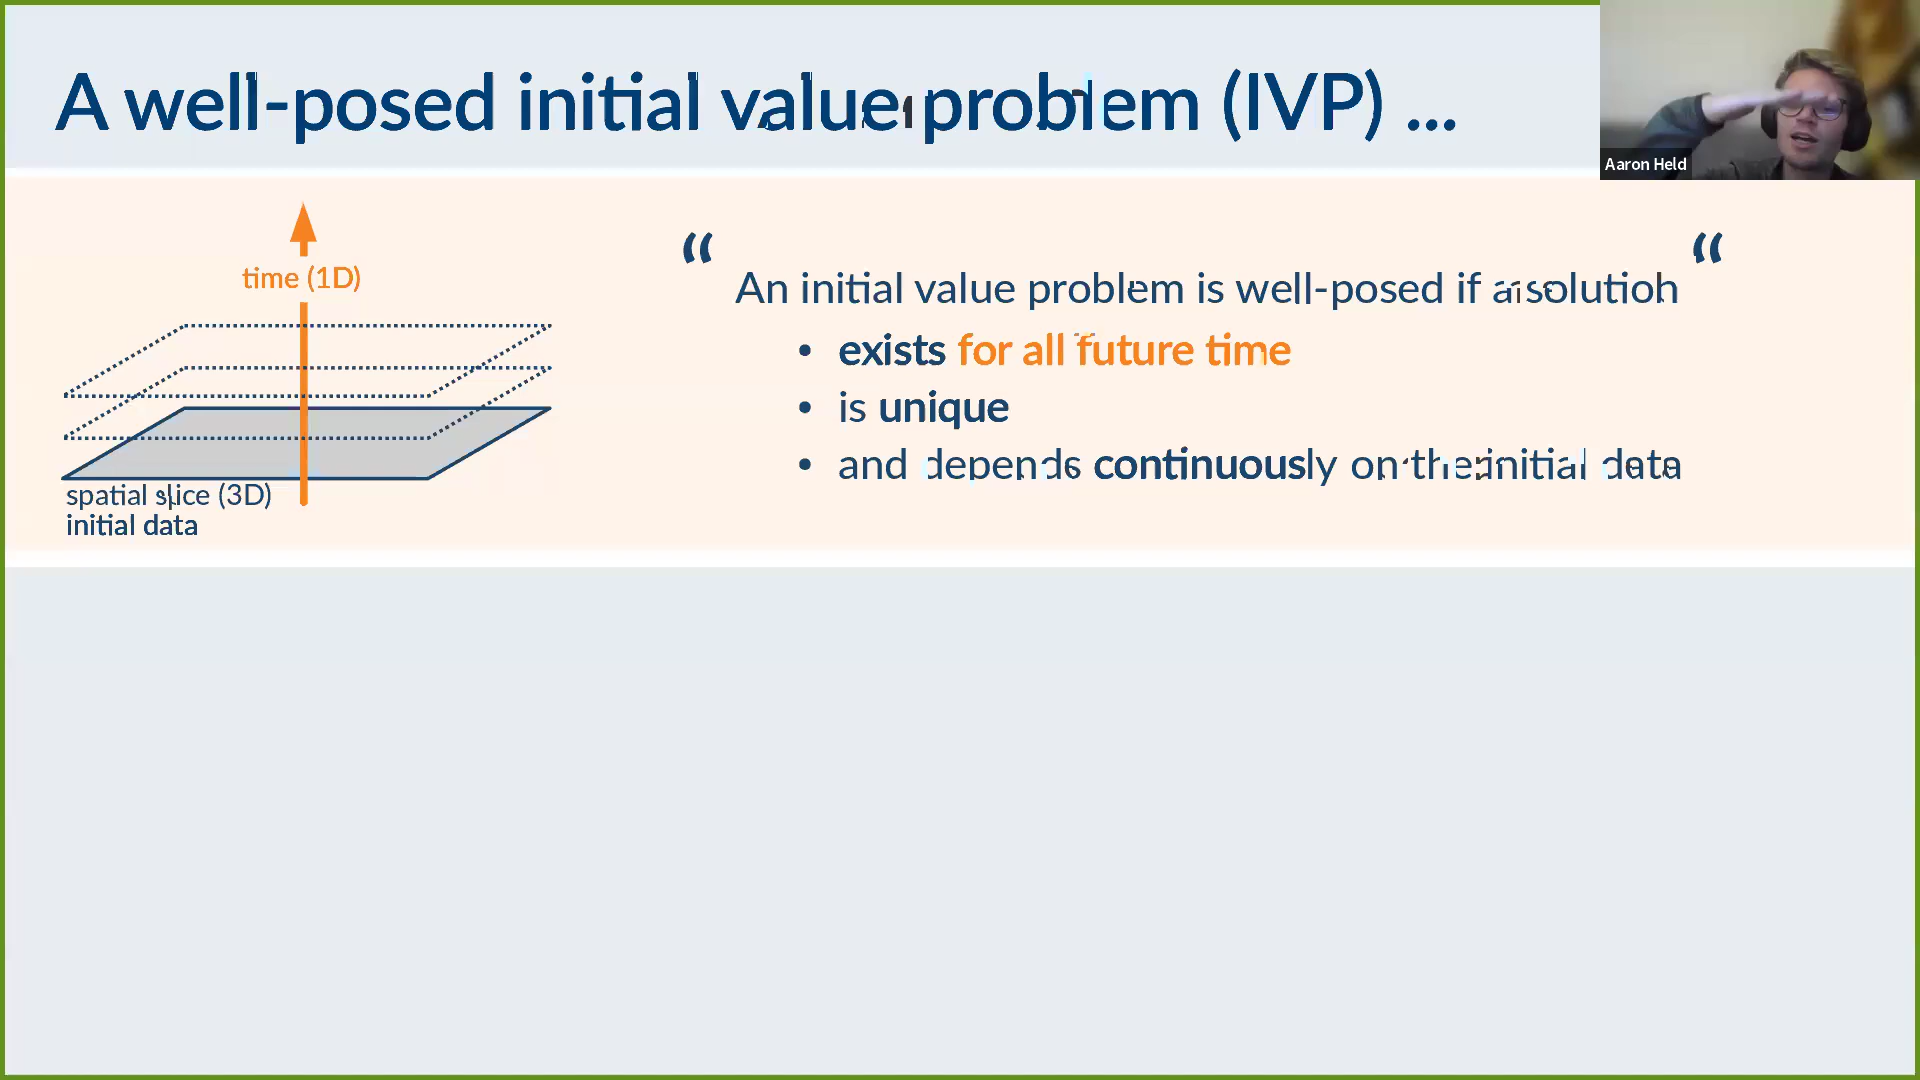 A well-posed initial value problem (IVP) ...
Aaron Held
time (1D)
spatial slice (3D)
initial data
“ An initial value problem is well-posed if a solution “
• exists for all future time
• is unique
• and depends continuously on the initial data